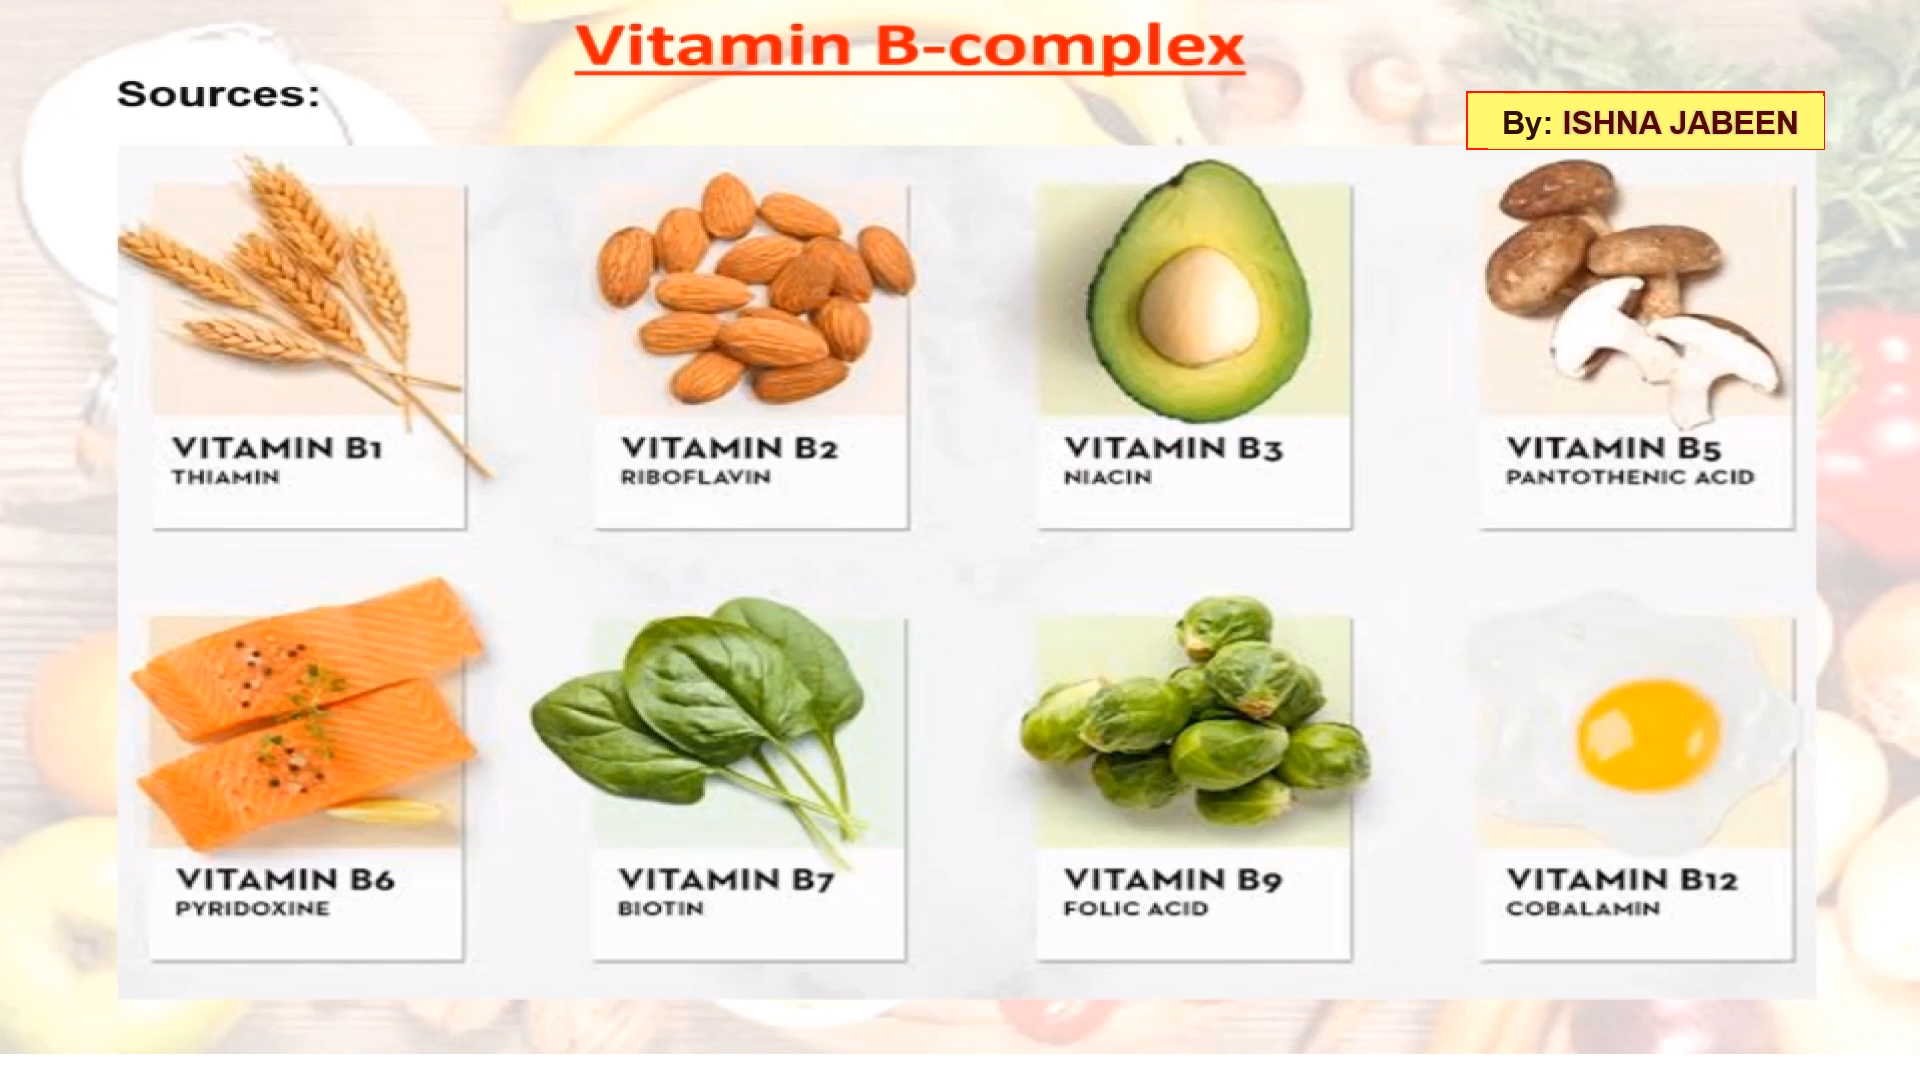 Vitamin B-complex
Sources:
By: ISHNA JABEEN
VITAMIN B1
THIAMIN
VITAMIN B2
RIBOFLAVIN
VITAMIN B3
NIACIN
VITAMIN B5
PANTOTHENIC ACID
VITAMIN B6
PYRIDOXINE
VITAMIN B7
BIOTIN
VITAMIN B9
FOLIC ACID
VITAMIN B12
COBALAMIN